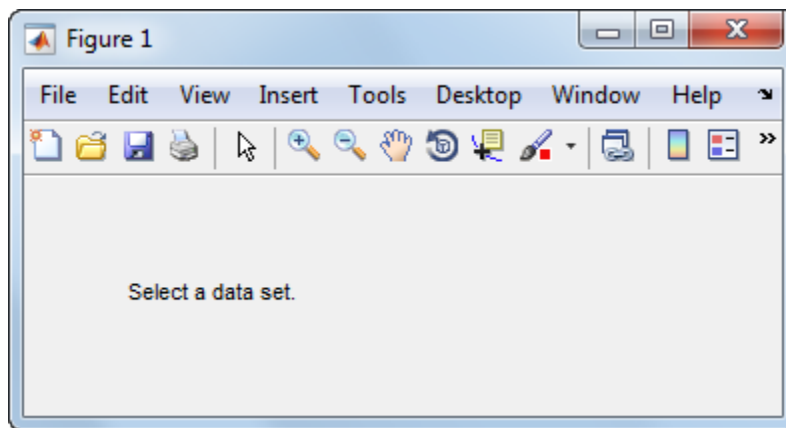 Figure 1
File Edit View Insert Tools Desktop Window Help
Select a data set.